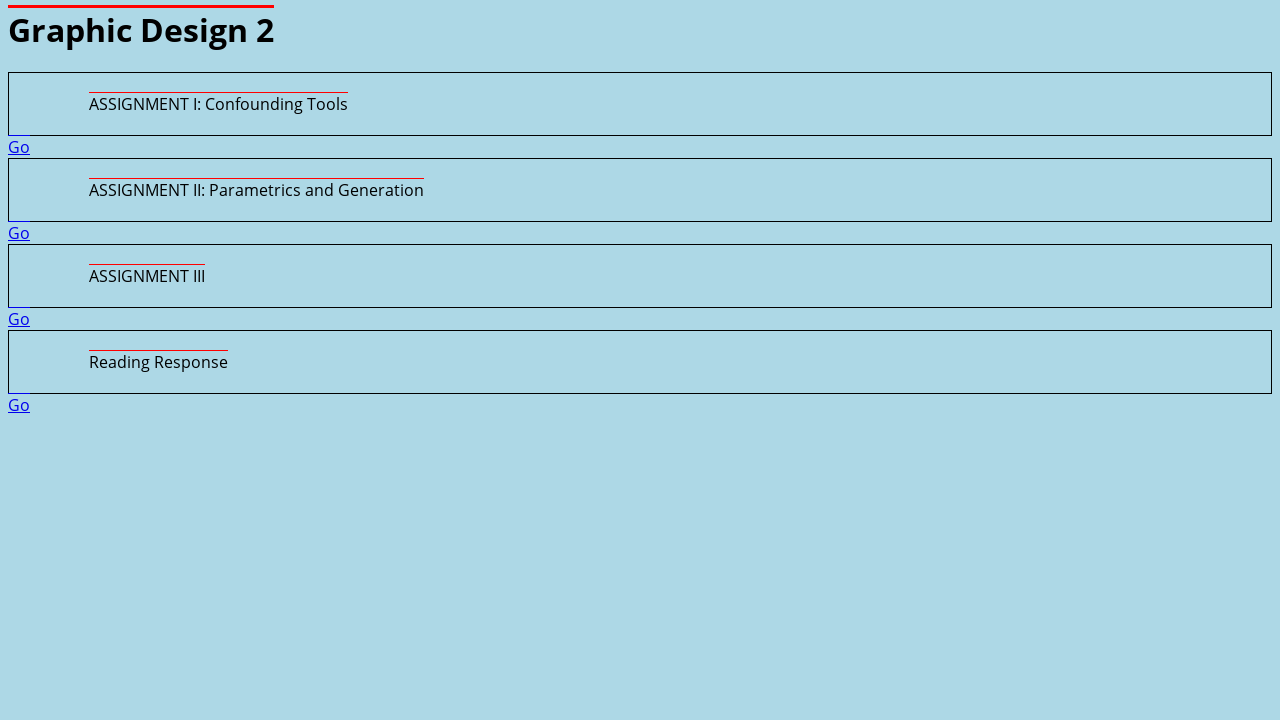 Graphic Design 2
ASSIGNMENT I: Confounding Tools
Go
ASSIGNMENT II: Parametrics and Generation
Go
ASSIGNMENT III
Go
Reading Response
Go